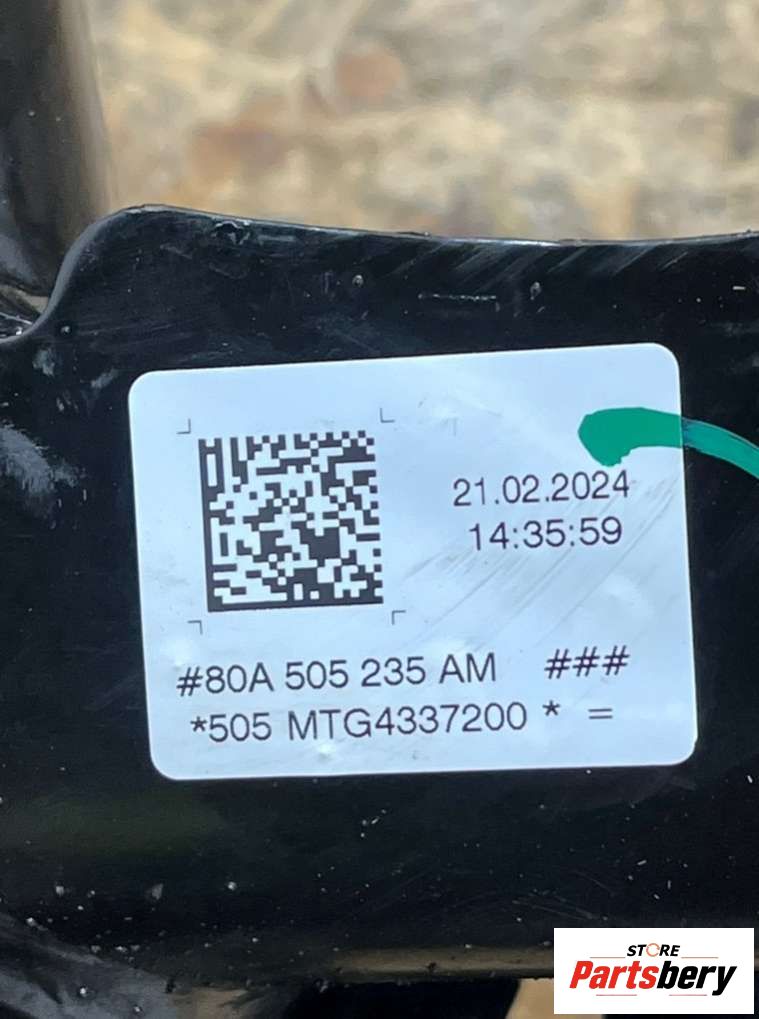 21.02.2024
14:35:59
#80A 505 235 AM ###
*505 MTG4337200 * =
STORE
Partsbery